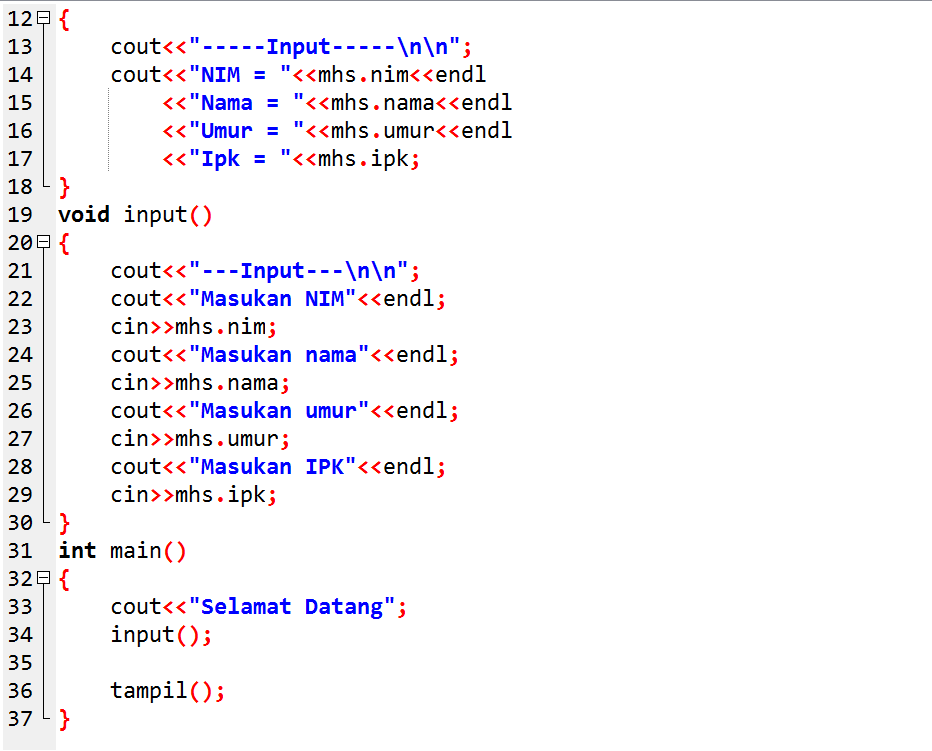 12 {
13     cout<<"-----Input-----\n\n";
14     cout<<"NIM = "<<mhs.nim<<endl
15         <<"Nama = "<<mhs.nama<<endl
16         <<"Umur = "<<mhs.umur<<endl
17         <<"Ipk = "<<mhs.ipk;
18 }
19 void input()
20 {
21     cout<<"---Input---\n\n";
22     cout<<"Masukan NIM"<<endl;
23     cin>>mhs.nim;
24     cout<<"Masukan nama"<<endl;
25     cin>>mhs.nama;
26     cout<<"Masukan umur"<<endl;
27     cin>>mhs.umur;
28     cout<<"Masukan IPK"<<endl;
29     cin>>mhs.ipk;
30 }
31 int main()
32 {
33     cout<<"Selamat Datang";
34     input();
35
36     tampil();
37 }